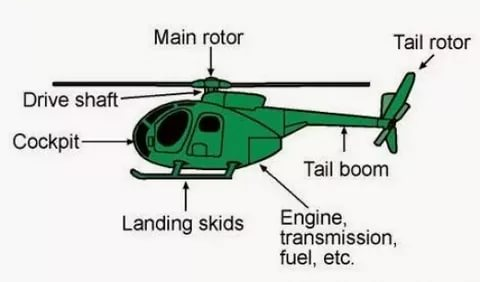 Main rotor
Tail rotor
Drive shaft
Cockpit
Tail boom
Landing skids
Engine,
transmission,
fuel, etc.